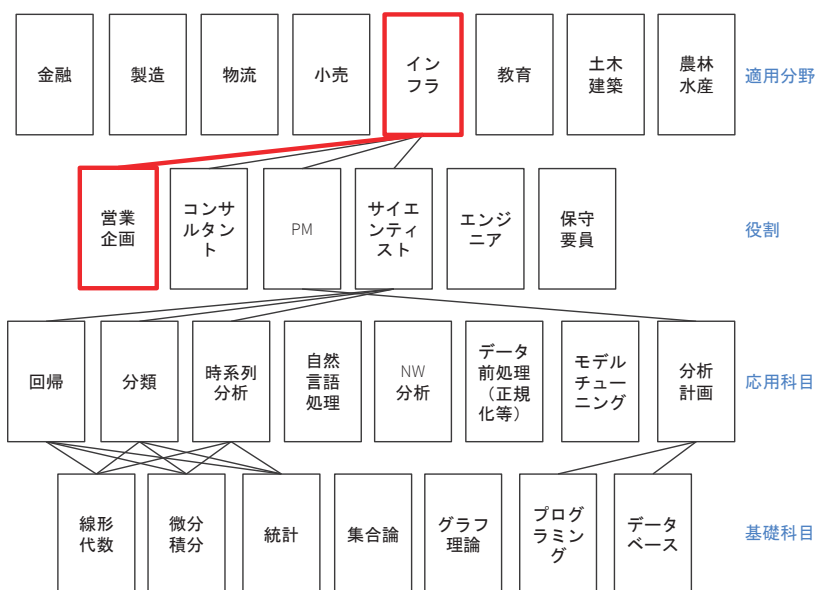 金融
製造
物流
小売
イン
フラ
教育
土木
建築
農林
水産
適用分野
営業
企画
コンサ
ルタン
ト
PM
サイエ
ンティ
スト
エンジ
ニア
保守
要員
役割
回帰
分類
時系列
分析
自然
言語
処理
NW
分析
データ
前処理
（正規
化等）
モデル
チュー
ニング
分析
計画
応用科目
線形
代数
微分
積分
統計
集合論
グラフ
理論
プログ
ラミン
グ
データ
ベース
基礎科目